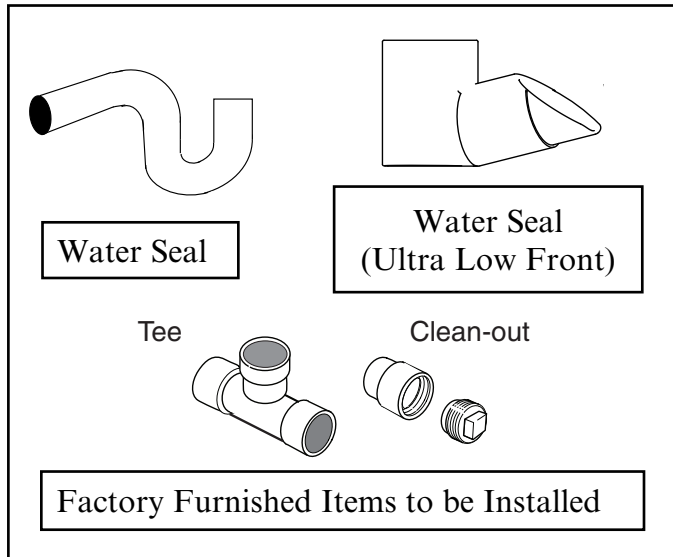 Water Seal
Water Seal
(Ultra Low Front)
Tee
Clean-out
Factory Furnished Items to be Installed